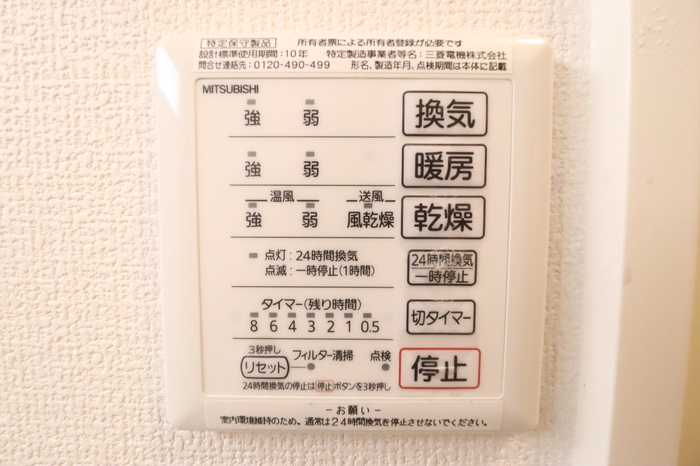 特定保守製品 所有者票による所有者登録が必要です
設計標準使用期間：10年 特定製造事業者等名：三菱電機株式会社
問合せ連絡先：0120-490-499 形名、製造年月、点検期間は本体に記載
MITSUBISHI
強 弱 換気
強 弱 暖房
温風 送風
強 弱 風乾燥 乾燥
点灯：24時間換気
点滅：一時停止(1時間)
24時間換気
一時停止
タイマー(残り時間)
8 6 4 3 2 1 0.5
切タイマー
3秒押し
リセット フィルター清掃 点検
停止
24時間換気の停止は停止ボタンを3秒押し
－お願い－
室内環境維持のため、通常は24時間換気を停止させないでください。